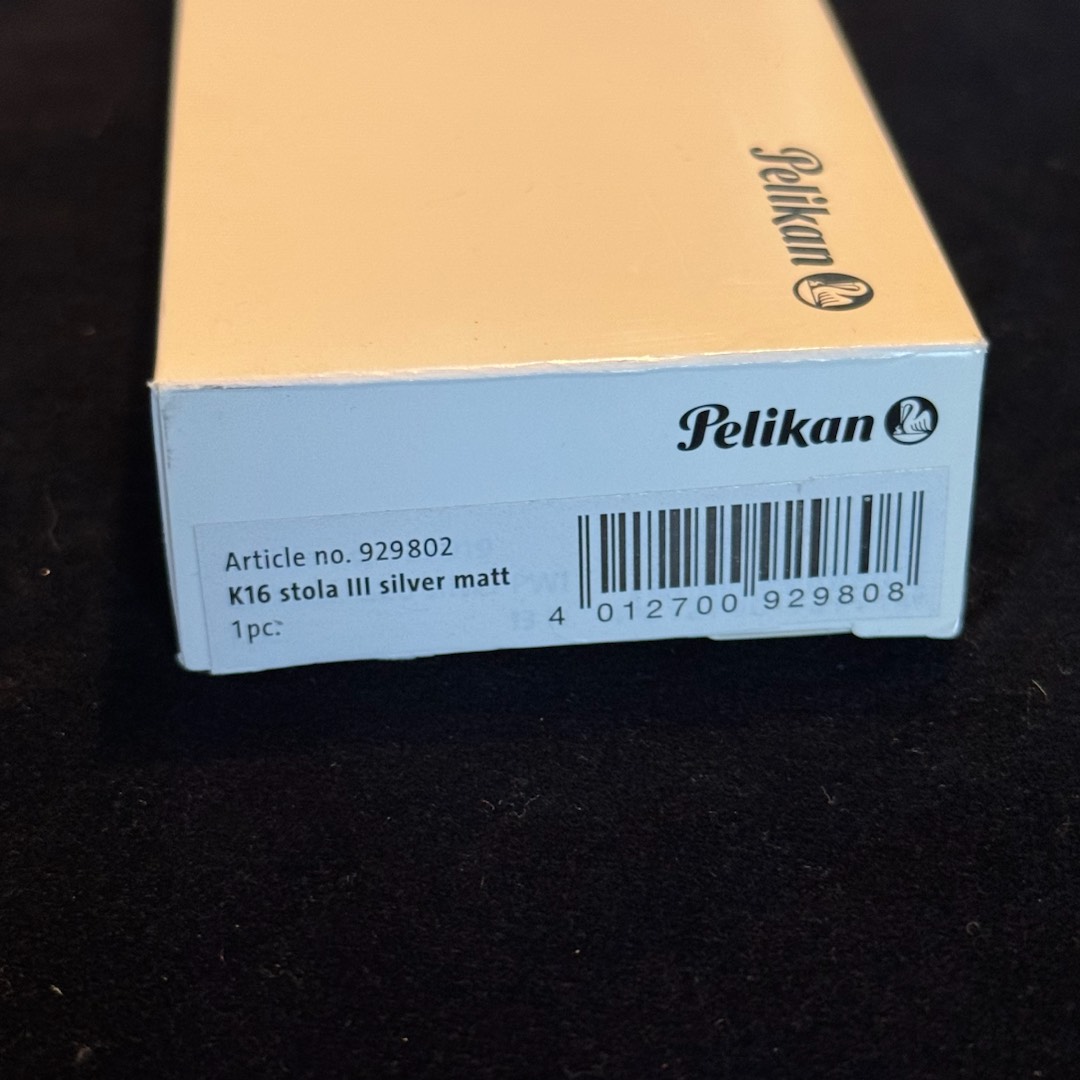 Pelikan
Pelikan
Article no. 929802
K16 stola III silver matt
1pc.
4 012700 929808